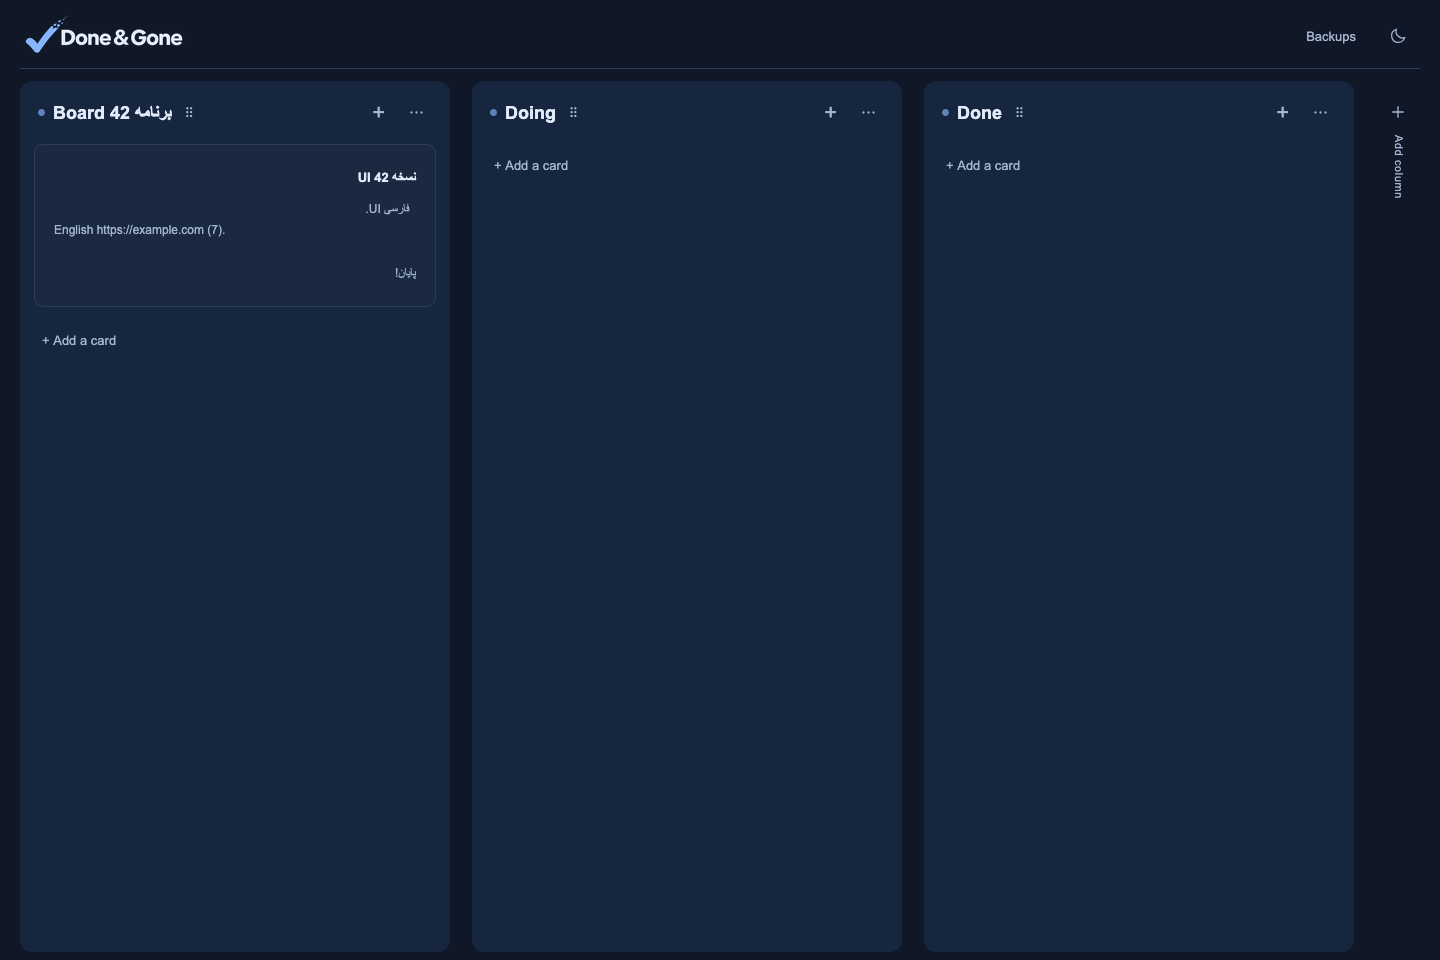 Done & Gone
Backups
Board 42 برنامه
Doing
Done
Add column
نسخه 42 UI
فارسی UI.
English https://example.com (7).
پایان!
+ Add a card
+ Add a card
+ Add a card